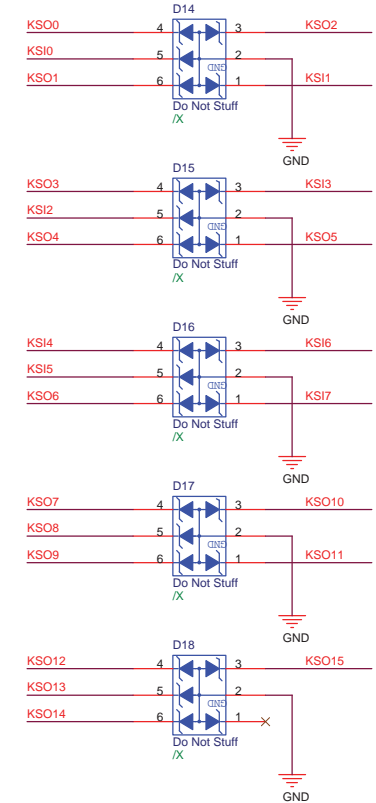 D14
KSO0 4 3 KSO2
KSI0 5 2
GND
KSO1 6 1 KSI1
Do Not Stuff
/X
GND
D15
KSO3 4 3 KSI3
KSI2 5 2
GND
KSO4 6 1 KSO5
Do Not Stuff
/X
GND
D16
KSI4 4 3 KSI6
KSI5 5 2
GND
KSO6 6 1 KSI7
Do Not Stuff
/X
GND
D17
KSO7 4 3 KSO10
KSO8 5 2
GND
KSO9 6 1 KSO11
Do Not Stuff
/X
GND
D18
KSO12 4 3 KSO15
KSO13 5 2
GND
KSO14 6 1
Do Not Stuff
/X
GND